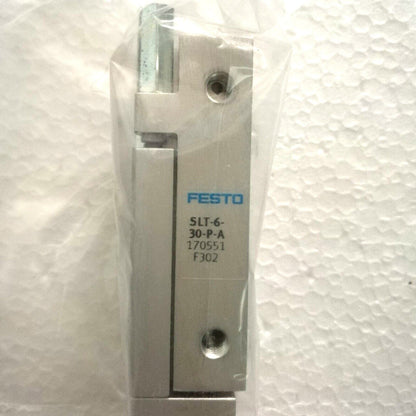 FESTO
SLT-6-
30-P-A
170551
F302